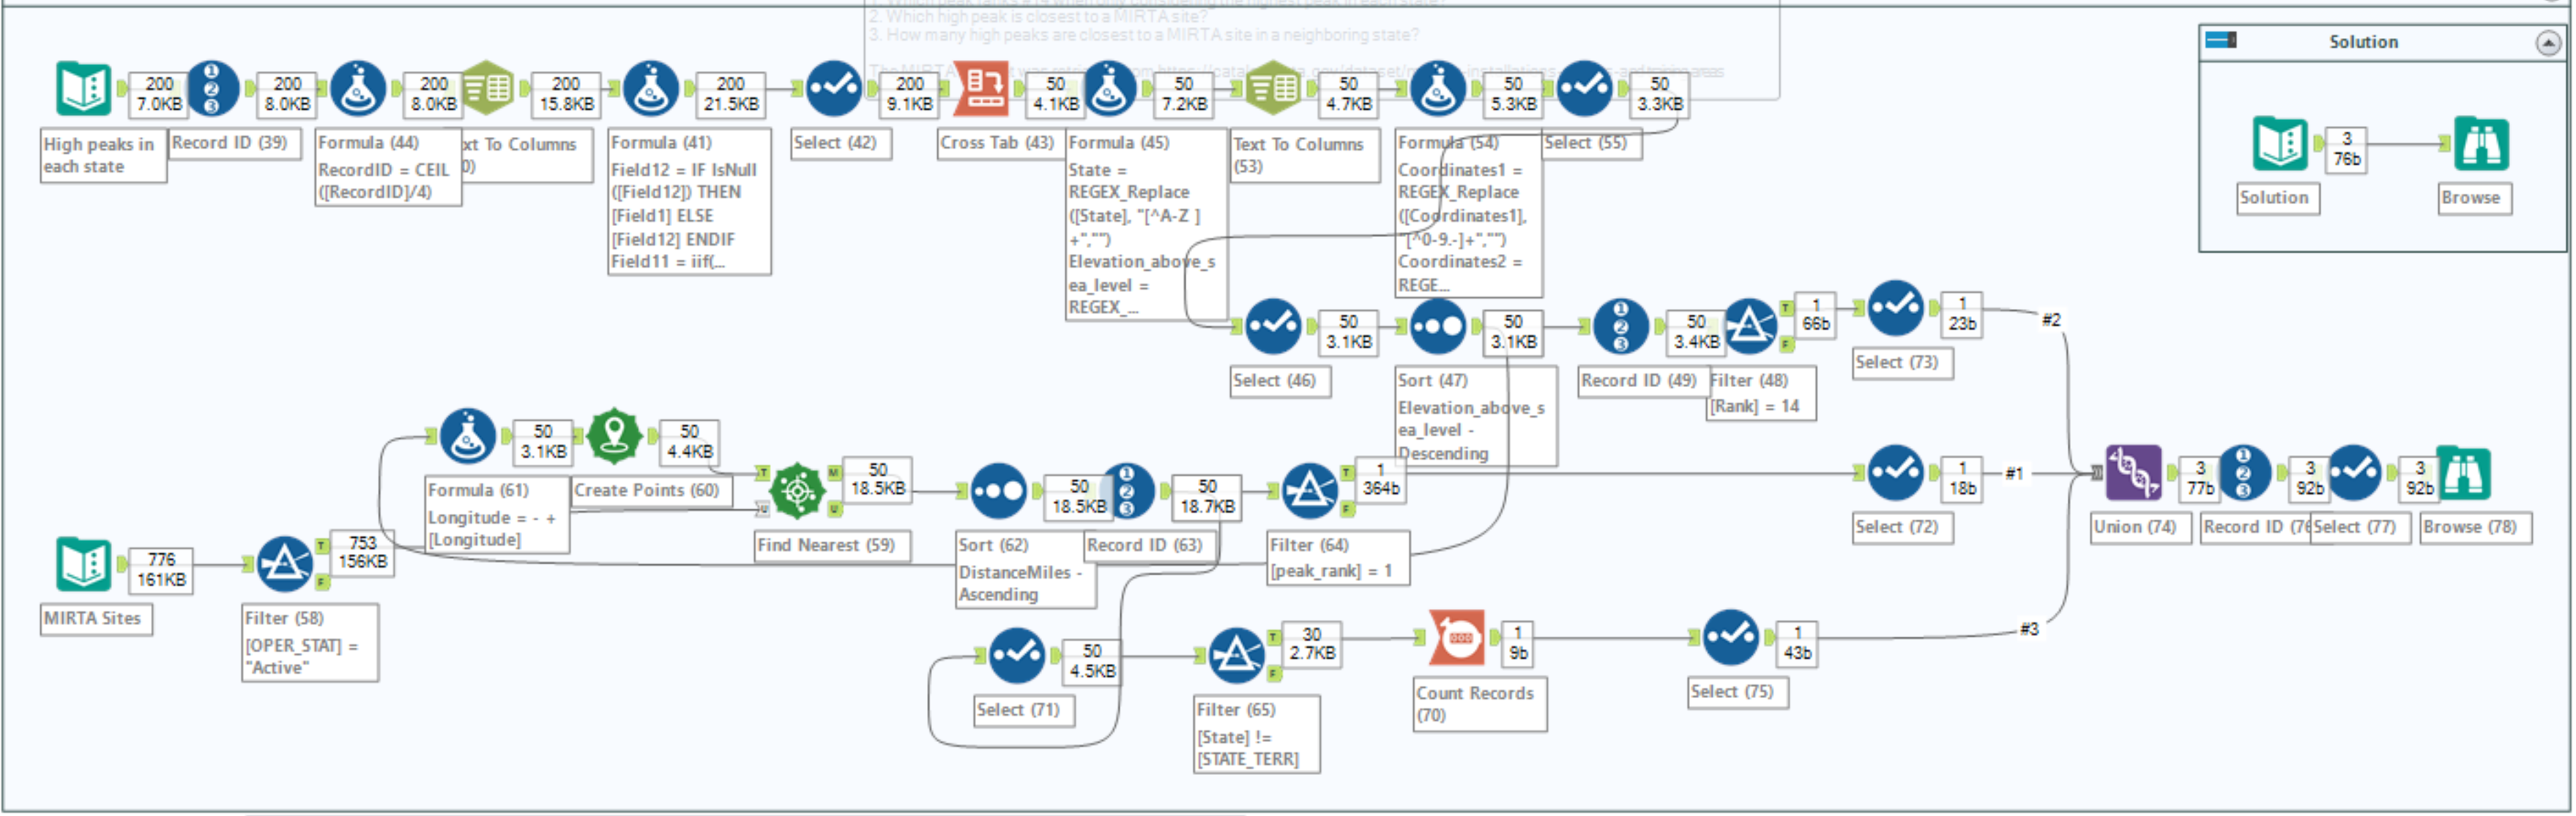 2. Which high peak is closest to a MIRTA site?
3. How many high peaks are closest to a MIRTA site in a neighboring state?
Solution
200
7.0KB
200
8.0KB
200
8.0KB
200
15.8KB
200
21.5KB
200
9.1KB
50
4.1KB
50
7.2KB
50
4.7KB
50
5.3KB
50
3.3KB
High peaks in
each state
Record ID (39)
Formula (44)
RecordID = CEIL
([RecordID]/4)
xt To Columns
0)
Formula (41)
Field12 = IF IsNull
([Field12]) THEN
[Field1] ELSE
[Field12] ENDIF
Field11 = iif(...
Select (42)
Cross Tab (43)
Formula (45)
State =
REGEX_Replace
([State], "[^A-Z ]
+","")
Elevation_above_s
ea_level =
REGEX_...
Text To Columns
(53)
Formula (54)
Coordinates1 =
REGEX_Replace
([Coordinates1],
"[^0-9.-]+","")
Coordinates2 =
REGE...
Select (55)
3
76b
Solution
Browse
50
3.1KB
50
3.1KB
50
3.4KB
1
66b
1
23b
#2
Select (46)
Sort (47)
Elevation_above_s
ea_level -
Descending
Record ID (49)
Filter (48)
[Rank] = 14
Select (73)
50
3.1KB
50
4.4KB
Formula (61)
Longitude = - +
[Longitude]
Create Points (60)
50
18.5KB
50
18.5KB
50
18.7KB
1
364b
1
18b
#1
3
77b
3
92b
3
92b
Find Nearest (59)
Sort (62)
DistanceMiles -
Ascending
Record ID (63)
Filter (64)
[peak_rank] = 1
Select (72)
Union (74)
Record ID (76
Select (77)
Browse (78)
776
161KB
753
156KB
MIRTA Sites
Filter (58)
[OPER_STAT] =
"Active"
50
4.5KB
30
2.7KB
1
9b
1
43b
#3
Select (71)
Filter (65)
[State] !=
[STATE_TERR]
Count Records
(70)
Select (75)